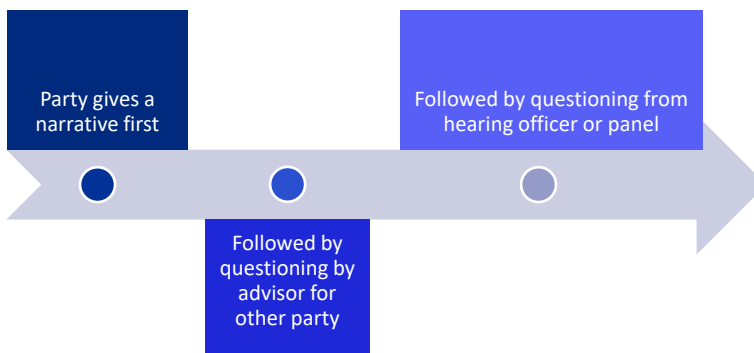 Party gives a
narrative first
Followed by
questioning by
advisor for
other party
Followed by questioning from
hearing officer or panel